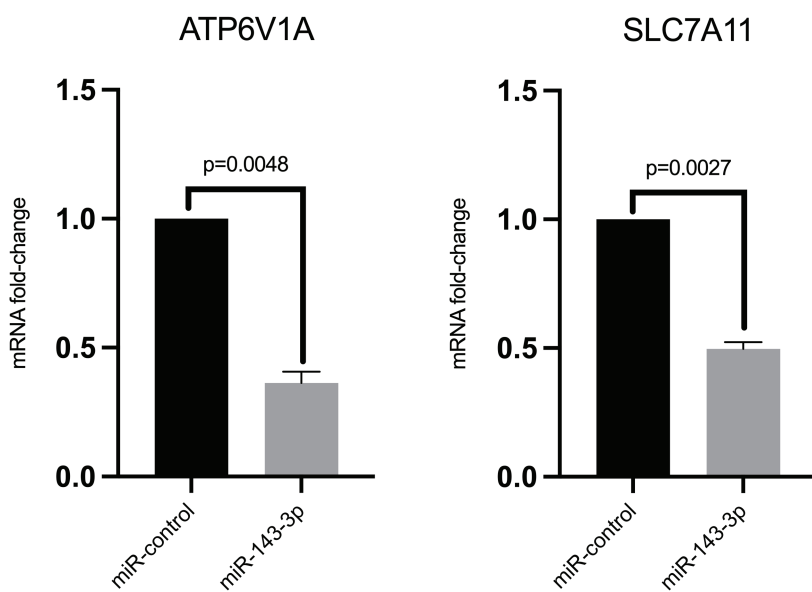 ATP6V1A
1.5
p=0.0048
1.0
mRNA fold-change
0.5
0.0
miR-control
miR-143-3p
SLC7A11
1.5
p=0.0027
1.0
mRNA fold-change
0.5
0.0
miR-control
miR-143-3p